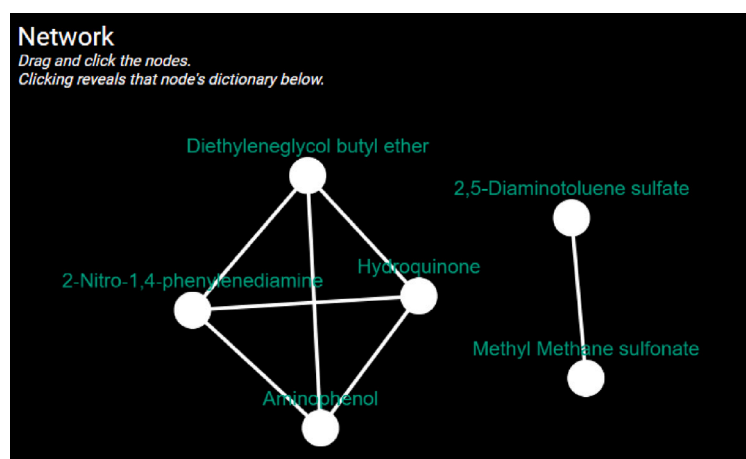 Network
Drag and click the nodes.
Clicking reveals that node's dictionary below.
Diethyleneglycol butyl ether
2,5-Diaminotoluene sulfate
Hydroquinone
2-Nitro-1,4-phenylenediamine
Methyl Methane sulfonate
Aminophenol